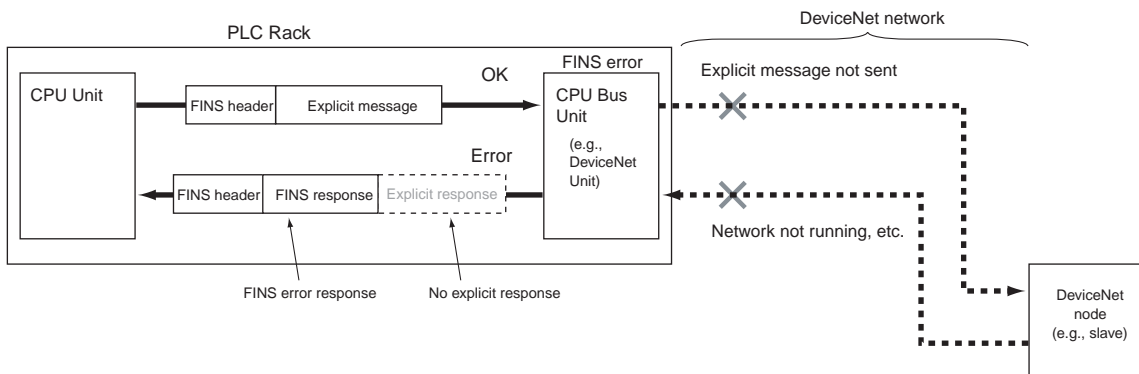 DeviceNet network
PLC Rack
FINS error
CPU Unit
FINS header
Explicit message
OK
CPU Bus
Unit
(e.g.,
DeviceNet
Unit)
Explicit message not sent
Error
FINS header
FINS response
Explicit response
Network not running, etc.
FINS error response
No explicit response
DeviceNet
node
(e.g., slave)